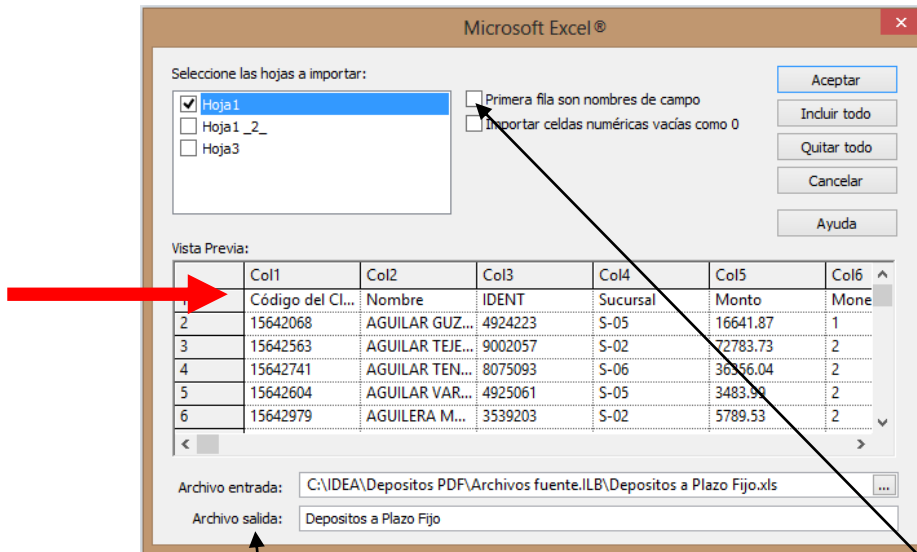 Microsoft Excel®
Seleccione las hojas a importar:
Hoja1
Hoja1 _2_
Hoja3
Primera fila son nombres de campo
Importar celdas numéricas vacías como 0
Aceptar
Incluir todo
Quitar todo
Cancelar
Ayuda
Vista Previa:
Col1 Col2 Col3 Col4 Col5 Col6
1 Código del Cl... Nombre IDENT Sucursal Monto Mone
2 15642068 AGUILAR GUZ... 4924223 S-05 16641.87 1
3 15642563 AGUILAR TEJE... 9002057 S-02 72783.73 2
4 15642741 AGUILAR TEN... 8075093 S-06 36356.04 2
5 15642604 AGUILAR VAR... 4925061 S-05 3483.99 2
6 15642979 AGUILERA M... 3539203 S-02 5789.53 2
Archivo entrada: C:\IDEA\Depositos PDF\Archivos fuente.ILB\Depositos a Plazo Fijo.xls ...
Archivo salida: Depositos a Plazo Fijo